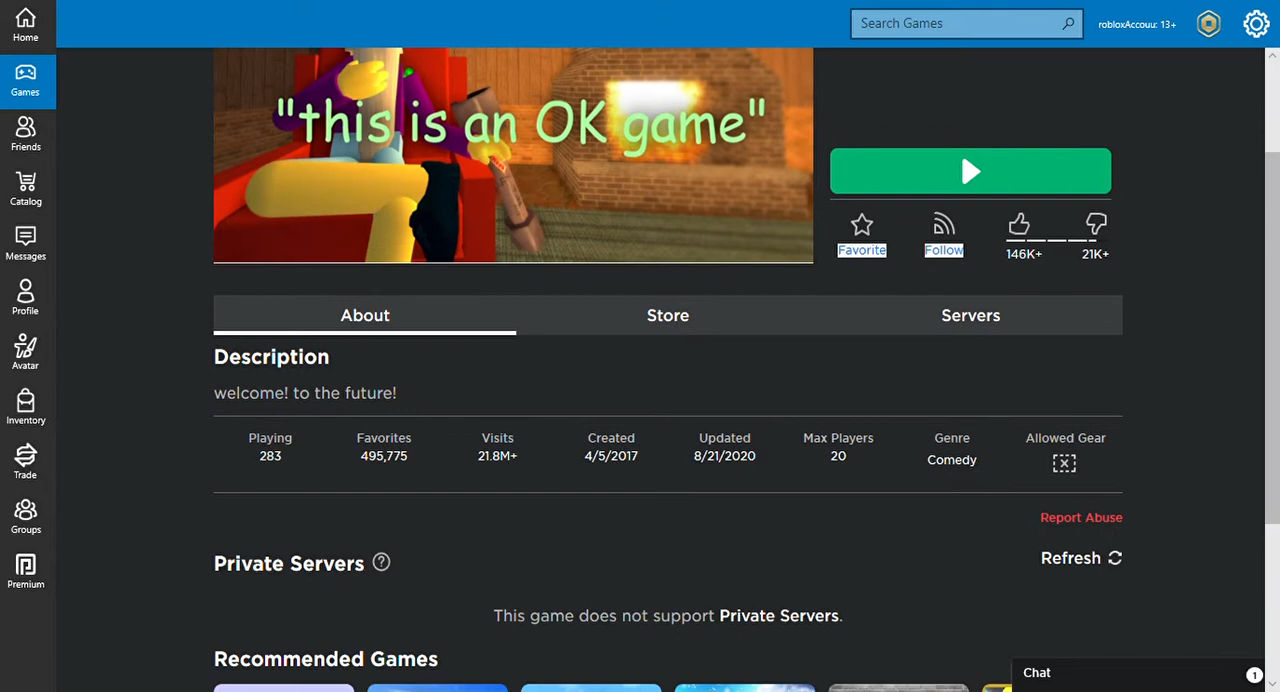 Home
Search Games
robloxAccouu: 13+
Games
Friends
Catalog
Messages
Profile
Avatar
Inventory
Trade
Groups
Premium
"this is an OK game"
Favorite
Follow
146K+
21K+
About
Store
Servers
Description
welcome! to the future!
Playing
Favorites
Visits
Created
Updated
Max Players
Genre
Allowed Gear
283
495,775
21.8M+
4/5/2017
8/21/2020
20
Comedy
Report Abuse
Private Servers ?
Refresh
This game does not support Private Servers.
Recommended Games
Chat
1